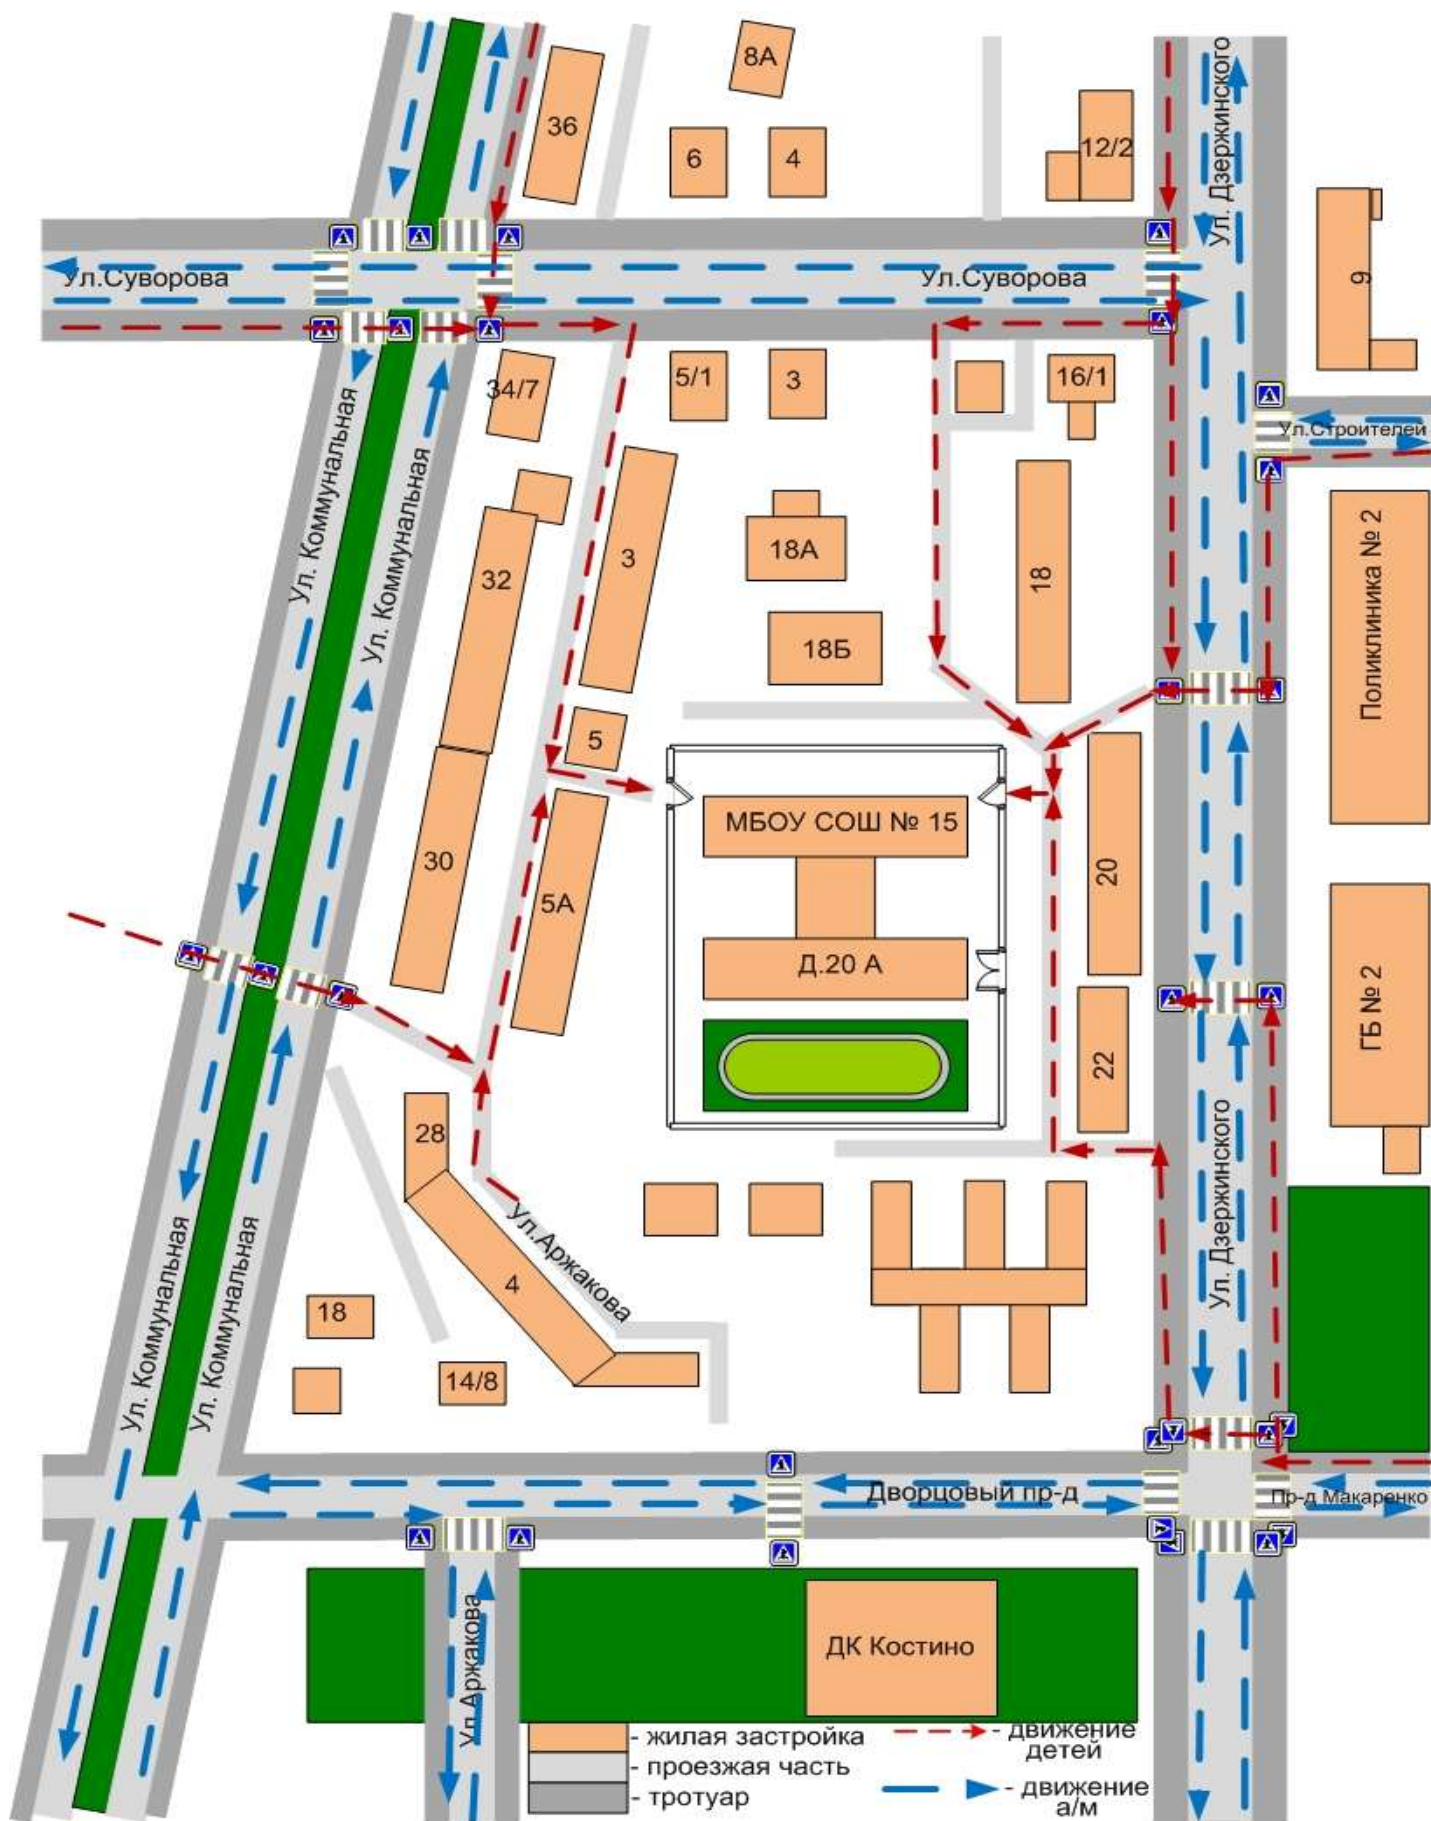 8А
36
6
4
12/2
Ул. Дзержинского
9
Ул.Суворова
Ул.Суворова
34/7
5/1
3
16/1
Ул.Строителей
Ул. Коммунальная
Ул. Коммунальная
32
3
18А
18
18Б
Поликлиника № 2
5
МБОУ СОШ № 15
30
5А
20
Д.20 А
ГБ № 2
22
28
Ул. Дзержинского
Ул.Аржакова
4
18
14/8
Ул. Коммунальная
Ул. Коммунальная
Дворцовый пр-д
Пр-д Макаренко
Ул.Аржакова
ДК Костино
- жилая застройка
- проезжая часть
- тротуар
- движение
детей
- движение
а/м